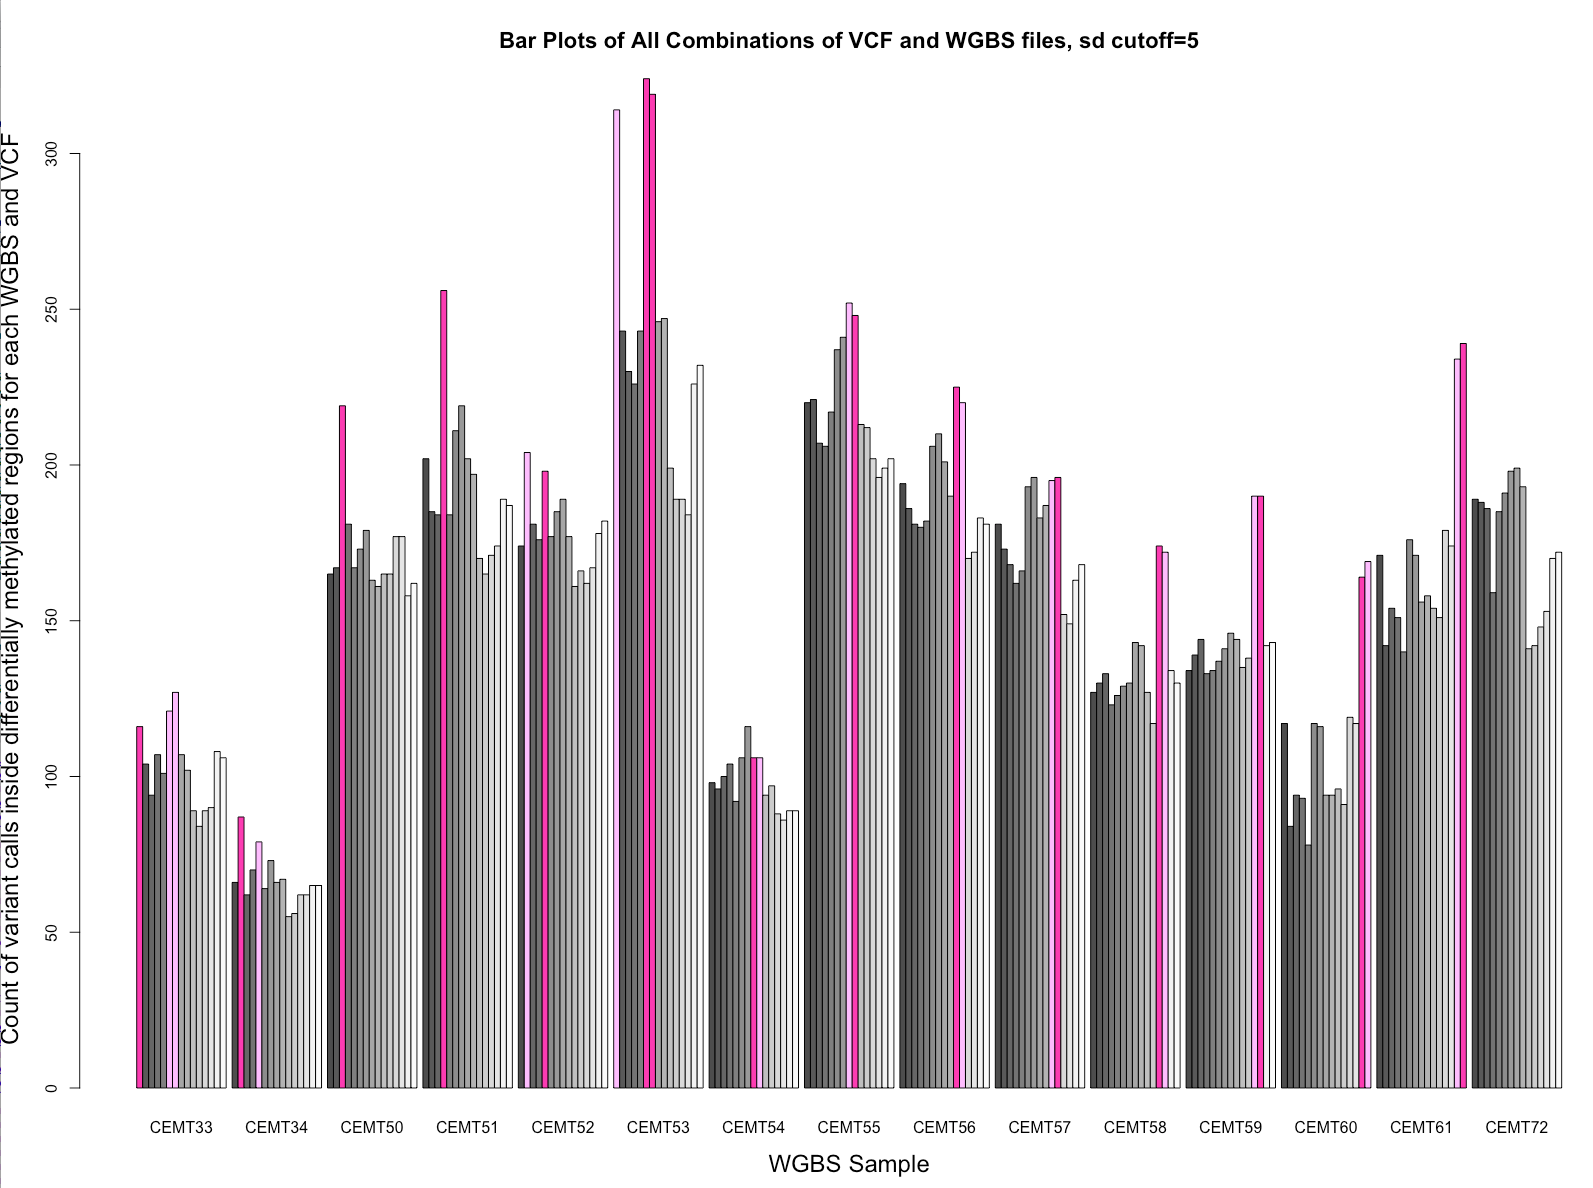 Bar Plots of All Combinations of VCF and WGBS files, sd cutoff=5
Count of variant calls inside differentially methylated regions for each WGBS and VCF
300
250
200
150
100
50
0
CEMT33 CEMT34 CEMT50 CEMT51 CEMT52 CEMT53 CEMT54 CEMT55 CEMT56 CEMT57 CEMT58 CEMT59 CEMT60 CEMT61 CEMT72
WGBS Sample